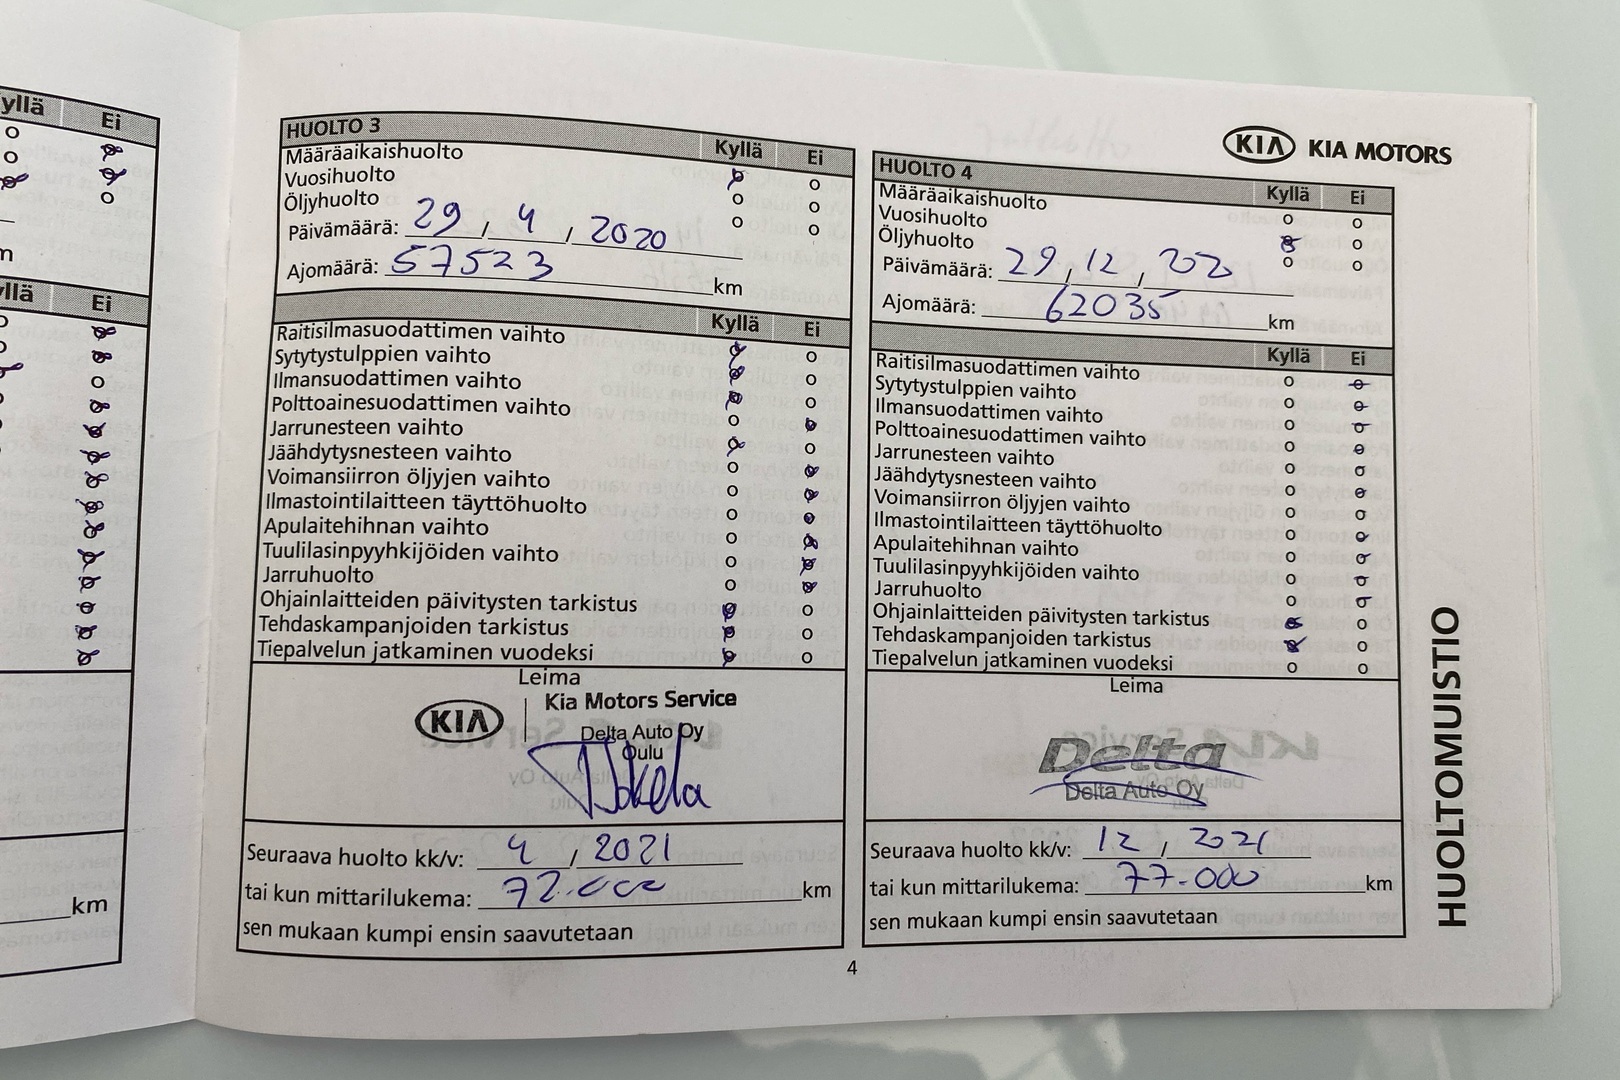 yllä Ei
m
yllä Ei
km
HUOLTO 3
Kyllä Ei
Määräaikaishuolto
Vuosihuolto
Öljyhuolto
Päivämäärä: 29 , 4 , 2020
Ajomäärä: 57523 km
Kyllä Ei
Raitisilmasuodattimen vaihto
Sytytystulppien vaihto
Ilmansuodattimen vaihto
Polttoainesuodattimen vaihto
Jarrunesteen vaihto
Jäähdytysnesteen vaihto
Voimansiirron öljyjen vaihto
Ilmastointilaitteen täyttöhuolto
Apulaitehihnan vaihto
Tuulilasinpyyhkijöiden vaihto
Jarruhuolto
Ohjainlaitteiden päivitysten tarkistus
Tehdaskampanjoiden tarkistus
Tiepalvelun jatkaminen vuodeksi
Leima
KIA Kia Motors Service
Delta Auto Oy
Oulu
Seuraava huolto kk/v: 4 / 2021
tai kun mittarilukema: 72.000 km
sen mukaan kumpi ensin saavutetaan
KIA KIA MOTORS
HUOLTO 4
Kyllä Ei
Määräaikaishuolto
Vuosihuolto
Öljyhuolto
Päivämäärä: 29 , 12 , 202
Ajomäärä: 62035 km
Kyllä Ei
Raitisilmasuodattimen vaihto
Sytytystulppien vaihto
Ilmansuodattimen vaihto
Polttoainesuodattimen vaihto
Jarrunesteen vaihto
Jäähdytysnesteen vaihto
Voimansiirron öljyjen vaihto
Ilmastointilaitteen täyttöhuolto
Apulaitehihnan vaihto
Tuulilasinpyyhkijöiden vaihto
Jarruhuolto
Ohjainlaitteiden päivitysten tarkistus
Tehdaskampanjoiden tarkistus
Tiepalvelun jatkaminen vuodeksi
Leima
Delta
Delta Auto Oy
Seuraava huolto kk/v: 12 , 2021
tai kun mittarilukema: 77.000 km
sen mukaan kumpi ensin saavutetaan
HUOLTOMUISTIO
4